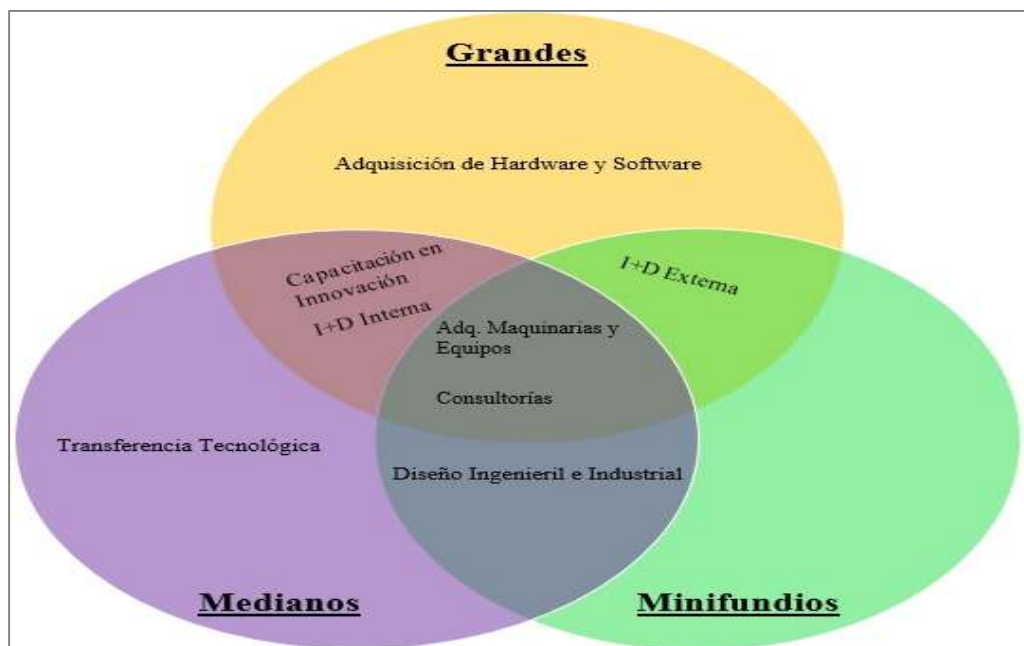 Grandes
Adquisición de Hardware y Software
Capacitación en
Innovación
I+D Interna
I+D Externa
Adq. Maquinarias y
Equipos
Consultorías
Transferencia Tecnológica
Diseño Ingenieril e Industrial
Medianos
Minifundios